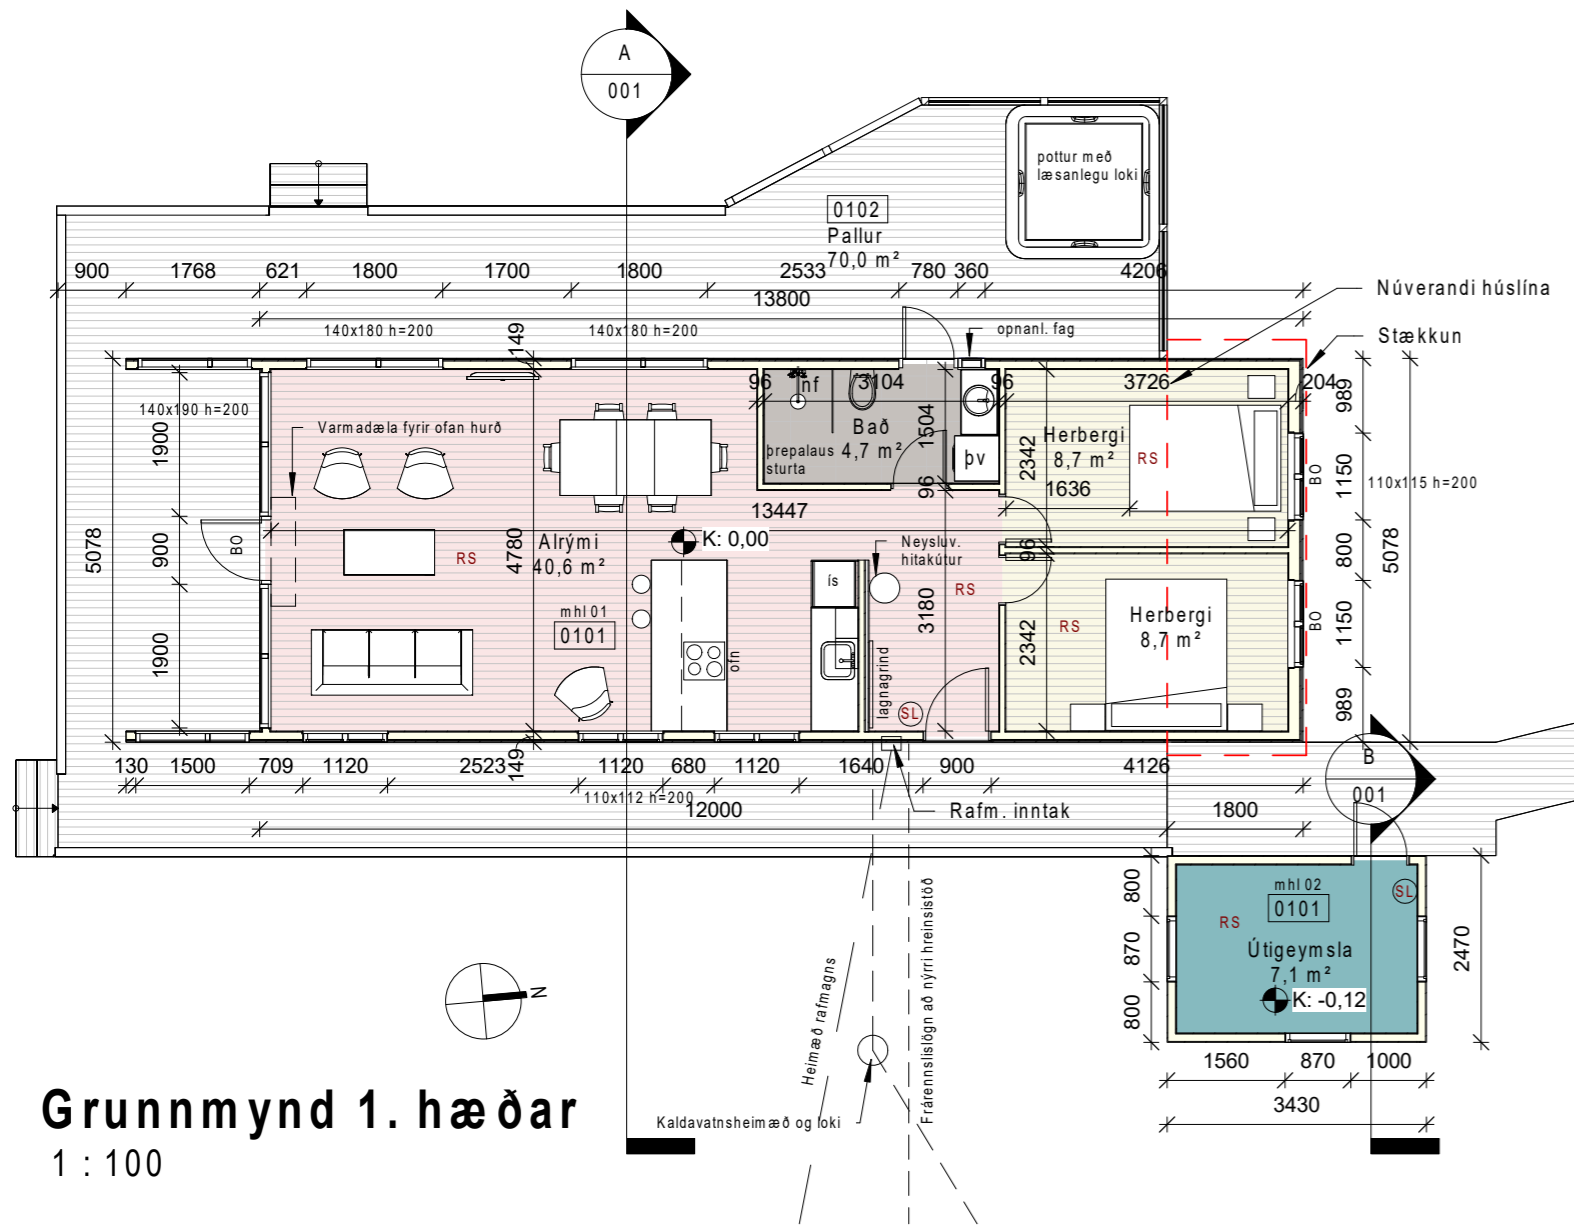 A
001
pottur með
læsanlegu loki
0102
Pallur
70,0 m²
900
1768
621
1800
1700
1800
2533
780
360
4206
13800
Núverandi húslína
Stækkun
140x180 h=200
149
140x180 h=200
opnanl. fag
96
nf
3104
96
3726
204
989
140x190 h=200
Varmadæla fyrir ofan hurð
1900
Bað
4,7 m²
1504
þrepalaus
sturta
þv
Herbergi
8,7 m²
2342
RS
1636
BO
1150
110x115 h=200
96
13447
5078
900
BO
RS
4780
Alrými
40,6 m²
K: 0,00
Neysluv.
hitakútur
ís
96
800
5078
mhl 01
0101
RS
3180
RS
2342
Herbergi
8,7 m²
BO
1150
1900
ofn
lagnagrind
SL
989
130
1500
709
1120
2523
149
1120
680
1120
1640
900
4126
B
001
110x112 h=200
12000
Rafm. inntak
1800
800
870
800
mhl 02
0101
SL
RS
Útigeymsla
7,1 m²
K: -0,12
2470
N
Heimæð rafmagns
Frárennslislögn að nýrri hreinsistöð
1560
870
1000
3430
Kaldavatnsheimæð og loki
Grunnmynd 1. hæðar
1 : 100